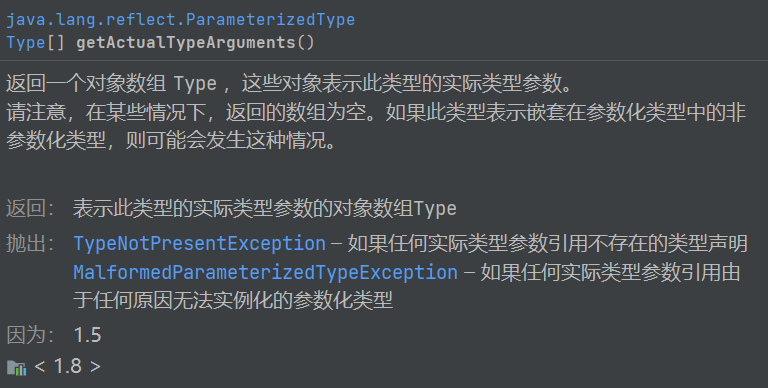 java.lang.reflect.ParameterizedType
Type[] getActualTypeArguments()
返回一个对象数组 Type ，这些对象表示此类型的实际类型参数。
请注意，在某些情况下，返回的数组为空。如果此类型表示嵌套在参数化类型中的非
参数化类型，则可能会发生这种情况。
返回： 表示此类型的实际类型参数的对象数组Type
抛出： TypeNotPresentException – 如果任何实际类型参数引用不存在的类型声明
MalformedParameterizedTypeException – 如果任何实际类型参数引用由
于任何原因无法实例化的参数化类型
因为： 1.5
< 1.8 >